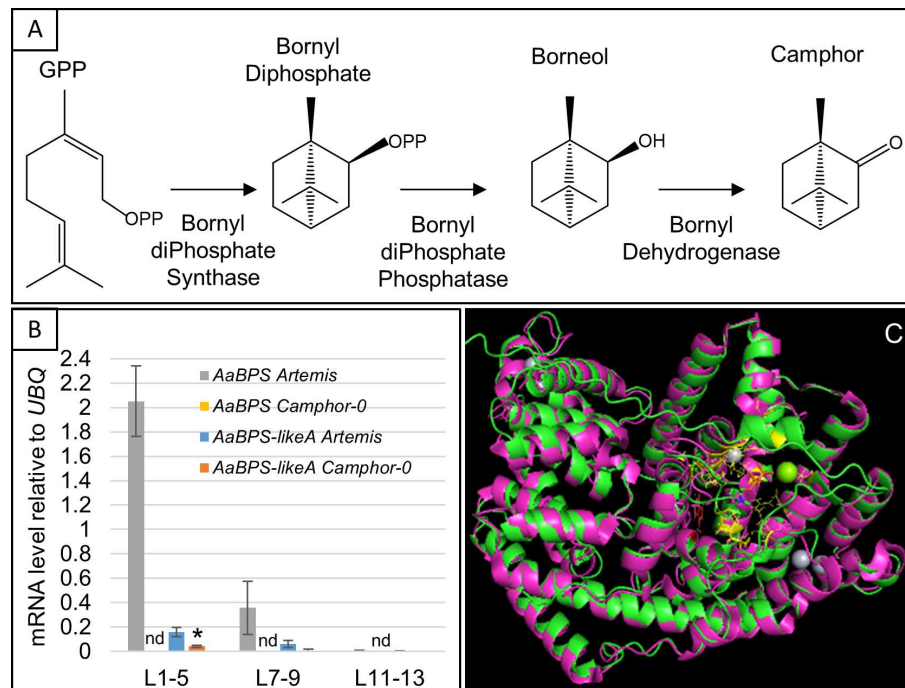 A
GPP
OPP
Bornyl
diPhosphate
Synthase
Bornyl
Diphosphate
OPP
Bornyl
diPhosphate
Phosphatase
Borneol
OH
Bornyl
Dehydrogenase
Camphor
O
B
mRNA level relative to UBQ
2.4
2.2
2
1.8
1.6
1.4
1.2
1
0.8
0.6
0.4
0.2
0
AaBPS Artemis
AaBPS Camphor-0
AaBPS-likeA Artemis
AaBPS-likeA Camphor-0
nd
*
nd
nd
L1-5
L7-9
L11-13
C